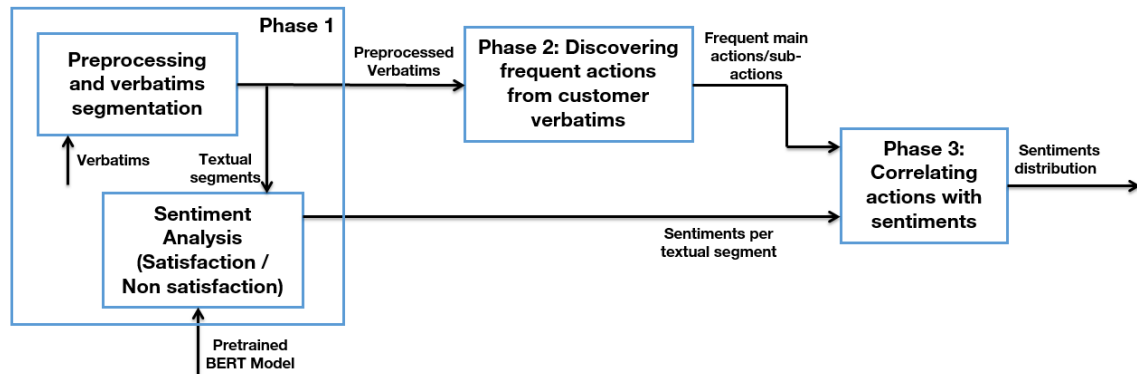 Phase 1
Preprocessing
and verbatims
segmentation
Verbatims
Textual
segments
Sentiment
Analysis
(Satisfaction /
Non satisfaction)
Pretrained
BERT Model
Preprocessed
Verbatims
Phase 2: Discovering
frequent actions
from customer
verbatims
Frequent main
actions/sub-
actions
Sentiments per
textual segment
Phase 3:
Correlating
actions with
sentiments
Sentiments
distribution